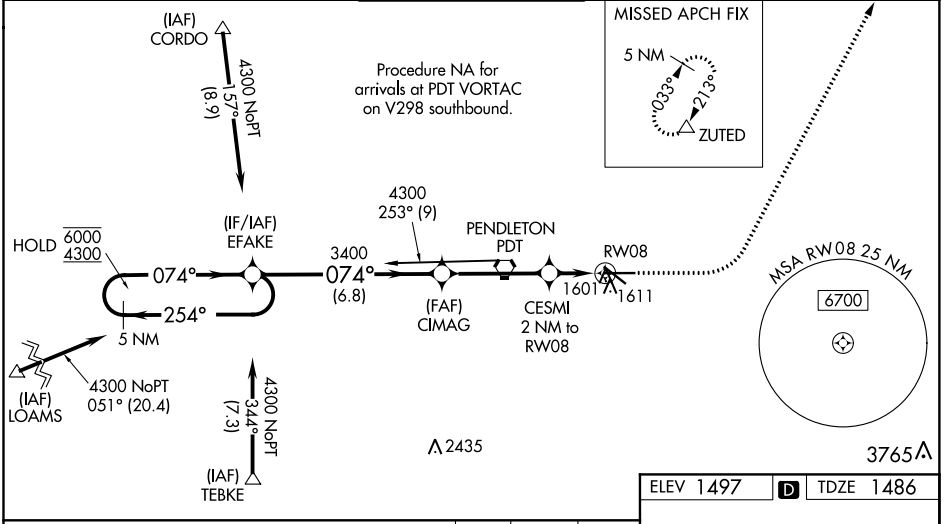 (IAF)
CORDO
4300 NoPT
157°
(8.9)
Procedure NA for
arrivals at PDT VORTAC
on V298 southbound.
MISSED APCH FIX
5 NM
033°
213°
ZUTED
HOLD
6000
4300
(IF/IAF)
EFAKE
4300
253° (9)
PENDLETON
PDT
RW08
074°
3400
074°
(6.8)
254°
5 NM
(FAF)
CIMAG
CESMI
2 NM to
RW08
1601
1611
MSA RW08 25 NM
6700
(IAF)
LOAMS
4300 NoPT
051° (20.4)
4300 NoPT
344°
(7.3)
(IAF)
TEBKE
2435
3765
ELEV 1497 D TDZE 1486